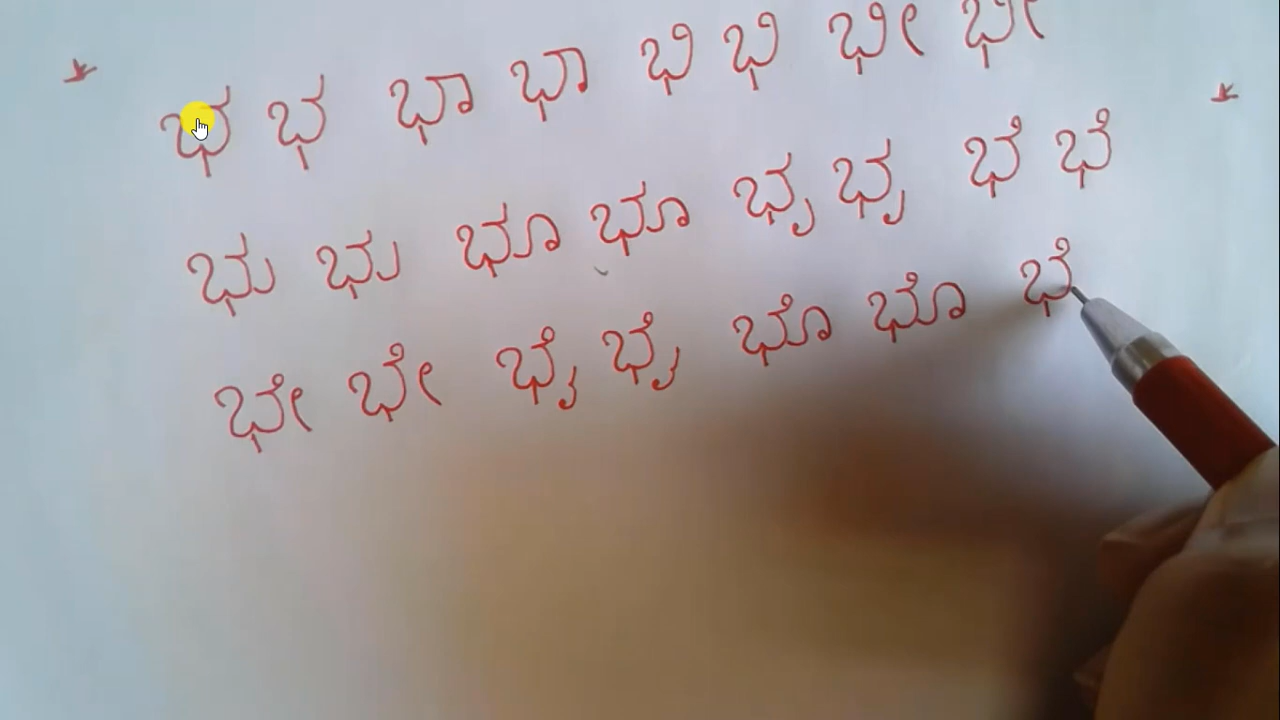 ಭ ಭ ಭಾ ಭಾ ಭಿ ಭಿ ಭೀ ಭೀ
ಭು ಭು ಭೂ ಭೂ ಭೃ ಭೃ ಭೆ ಭೆ
ಭೇ ಭೇ ಭೈ ಭೈ ಭೊ ಭೊ ಭೆ